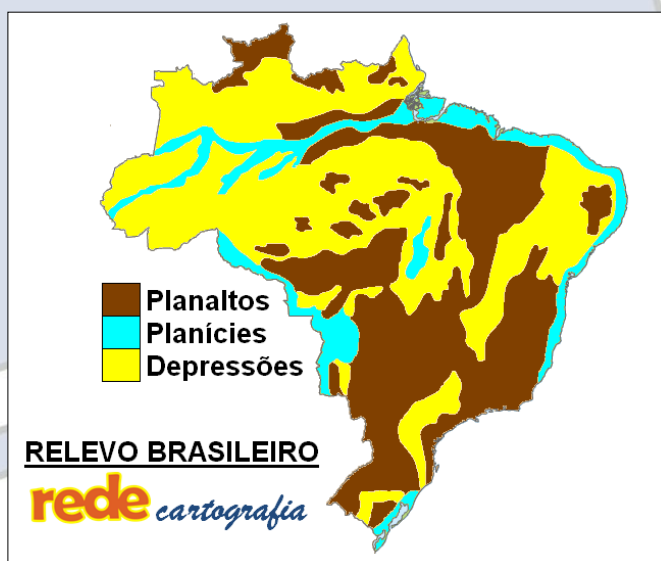 Planaltos
Planícies
Depressões
RELEVO BRASILEIRO
rede cartografia